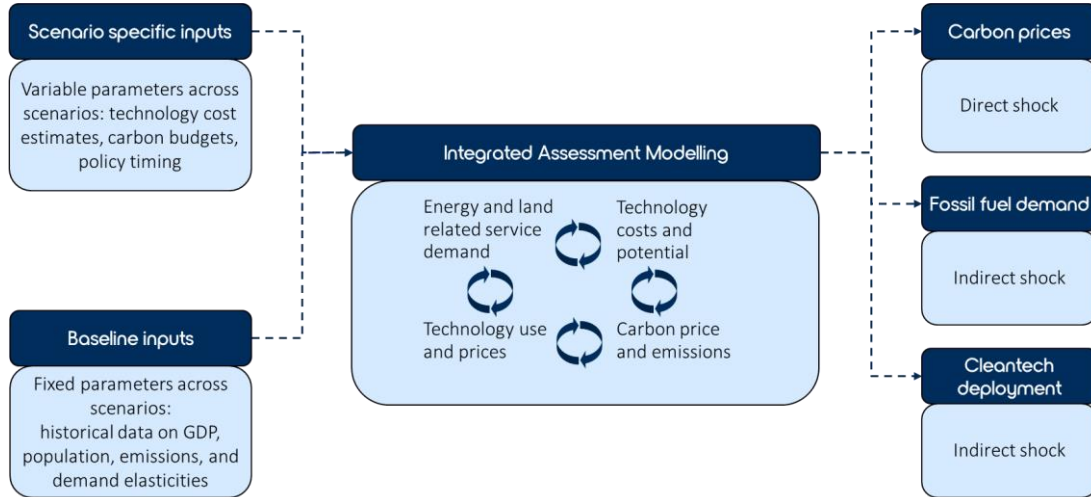 Scenario specific inputs
Variable parameters across
scenarios: technology cost
estimates, carbon budgets,
policy timing
Baseline inputs
Fixed parameters across
scenarios:
historical data on GDP,
population, emissions, and
demand elasticities
Integrated Assessment Modelling
Energy and land
related service
demand
Technology
costs and
potential
Technology use
and prices
Carbon price
and emissions
Carbon prices
Direct shock
Fossil fuel demand
Indirect shock
Cleantech
deployment
Indirect shock